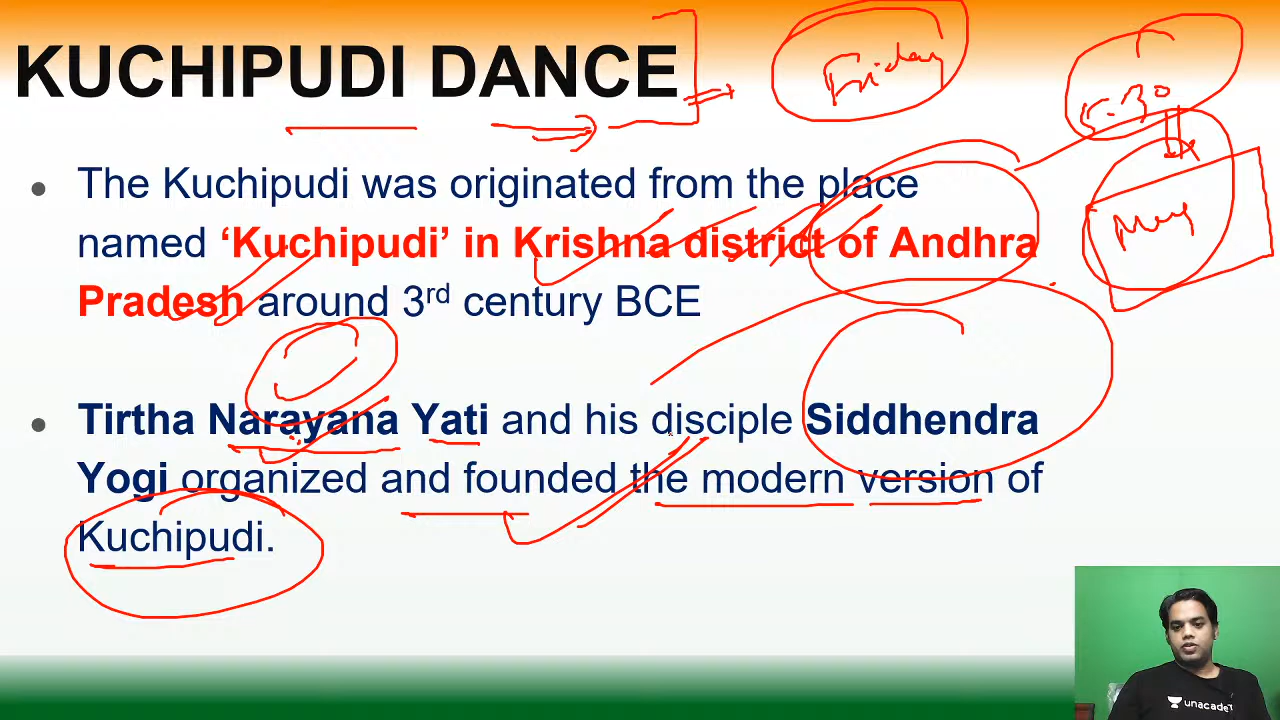 KUCHIPUDI DANCE
Friday
5-30
• The Kuchipudi was originated from the place
named ‘Kuchipudi’ in Krishna district of Andhra
Pradesh around 3rd century BCE
• Tirtha Narayana Yati and his disciple Siddhendra
Yogi organized and founded the modern version of
Kuchipudi.